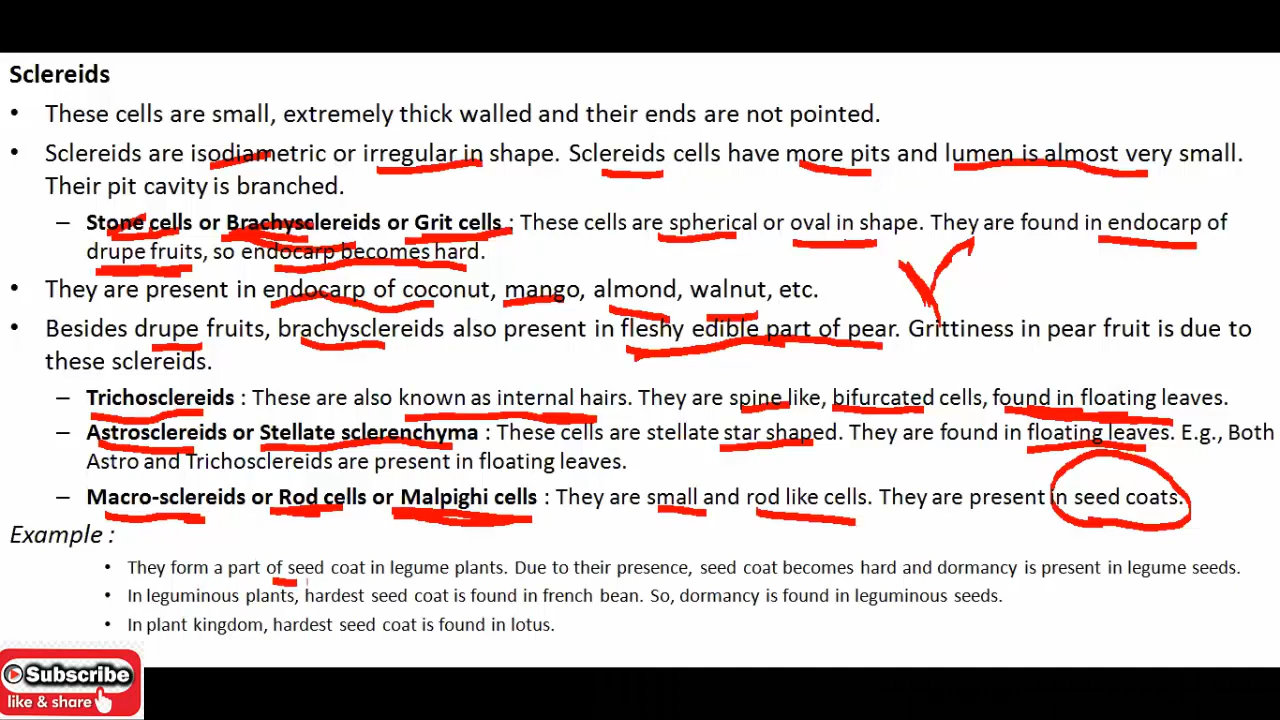 Sclereids
• These cells are small, extremely thick walled and their ends are not pointed.
• Sclereids are isodiametric or irregular in shape. Sclereids cells have more pits and lumen is almost very small.
Their pit cavity is branched.
– Stone cells or Brachysclereids or Grit cells : These cells are spherical or oval in shape. They are found in endocarp of
drupe fruits, so endocarp becomes hard.
• They are present in endocarp of coconut, mango, almond, walnut, etc.
• Besides drupe fruits, brachysclereids also present in fleshy edible part of pear. Grittiness in pear fruit is due to
these sclereids.
– Trichosclereids : These are also known as internal hairs. They are spine like, bifurcated cells, found in floating leaves.
– Astrosclereids or Stellate sclerenchyma : These cells are stellate star shaped. They are found in floating leaves. E.g., Both
Astro and Trichosclereids are present in floating leaves.
– Macro-sclereids or Rod cells or Malpighi cells : They are small and rod like cells. They are present in seed coats.
Example :
• They form a part of seed coat in legume plants. Due to their presence, seed coat becomes hard and dormancy is present in legume seeds.
• In leguminous plants, hardest seed coat is found in french bean. So, dormancy is found in leguminous seeds.
• In plant kingdom, hardest seed coat is found in lotus.
Subscribe
like & share